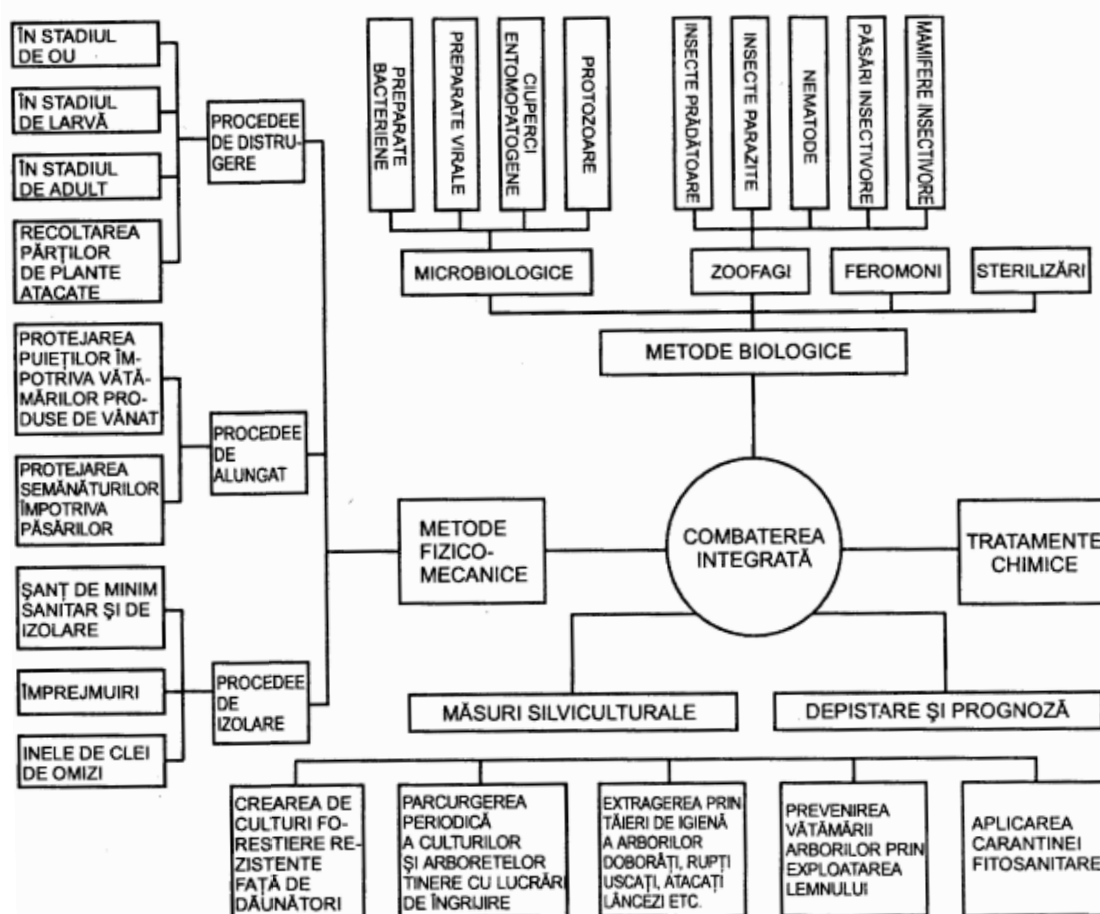 ÎN STADIUL
DE OU
ÎN STADIUL
DE LARVĂ
ÎN STADIUL
DE ADULT
RECOLTAREA
PĂRȚILOR
DE PLANTE
ATACATE
PROCEDEE
DE DISTRU-
GERE
PROTEJAREA
PUIEȚILOR ÎM-
POTRIVA VĂTĂ-
MĂRILOR PRO-
DUSE DE VÂNAT
PROTEJAREA
SEMĂNĂTURILOR
ÎMPOTRIVA
PĂSĂRILOR
PROCEDEE
DE
ALUNGAT
ȘANȚ DE MINIM
SANITAR ȘI DE
IZOLARE
ÎMPREJMUIRI
INELE DE CLEI
DE OMIZI
PROCEDEE
DE
IZOLARE
PREPARATE
BACTERIENE
PREPARATE VIRALE
CIUPERCI
ENTOMOPATOGENE
PROTOZOARE
INSECTE PRĂDĂTOARE
INSECTE PARAZITE
NEMATODE
PĂSĂRI INSECTIVORE
MAMIFERE INSECTIVORE
MICROBIOLOGICE
ZOOFAGI
FEROMONI
STERILIZĂRI
METODE BIOLOGICE
METODE
FIZICO-
MECANICE
COMBATEREA
INTEGRATĂ
TRATAMENTE
CHIMICE
MĂSURI SILVICULTURALE
DEPISTARE ȘI PROGNOZĂ
CREAREA DE
CULTURI FO-
RESTIERE RE-
ZISTENTE
FAȚĂ DE
DĂUNĂTORI
PARCURGEREA
PERIODICĂ
A CULTURILOR
ȘI ARBORETELOR
TINERE CU LUCRĂRI
DE ÎNGRIJIRE
EXTRAGEREA PRIN
TĂIERI DE IGIENĂ
A ARBORILOR
DOBORÂȚI, RUPȚI
USCAȚI, ATACAȚI
LÂNCEZI ETC.
PREVENIREA
VĂTĂMĂRII
ARBORILOR PRIN
EXPLOATAREA
LEMNULUI
APLICAREA
CARANTINEI
FITOSANITARE